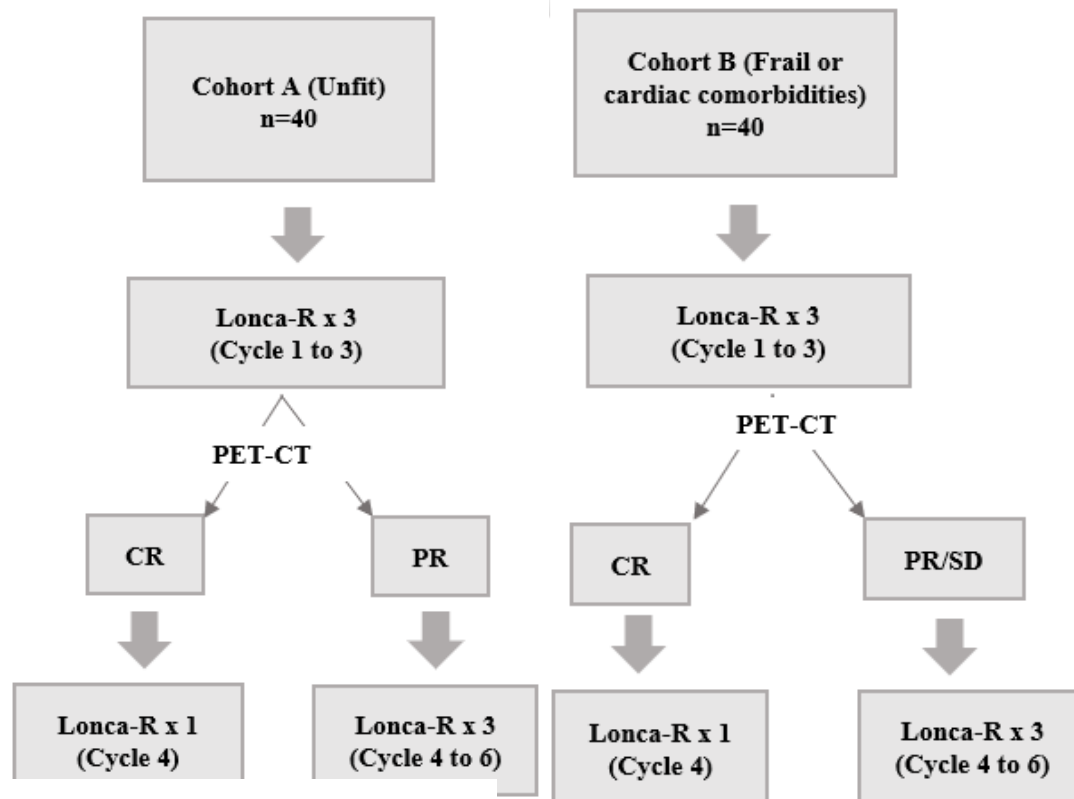 Cohort A (Unfit)
n=40
Cohort B (Frail or
cardiac comorbidities)
n=40
Lonca-R x 3
(Cycle 1 to 3)
Lonca-R x 3
(Cycle 1 to 3)
PET-CT
PET-CT
CR
PR
CR
PR/SD
Lonca-R x 1
(Cycle 4)
Lonca-R x 3
(Cycle 4 to 6)
Lonca-R x 1
(Cycle 4)
Lonca-R x 3
(Cycle 4 to 6)